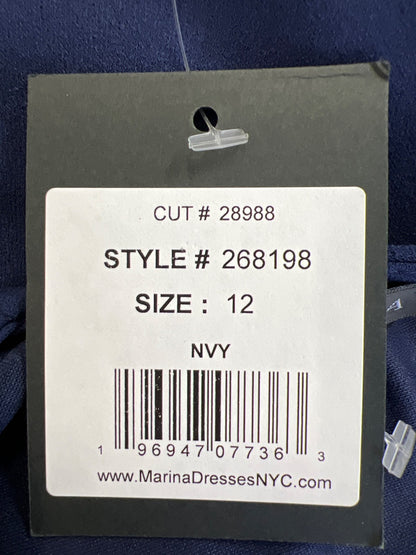 CUT # 28988
STYLE # 268198
SIZE : 12
NVY
1 96947 07736 3
www.MarinaDressesNYC.com